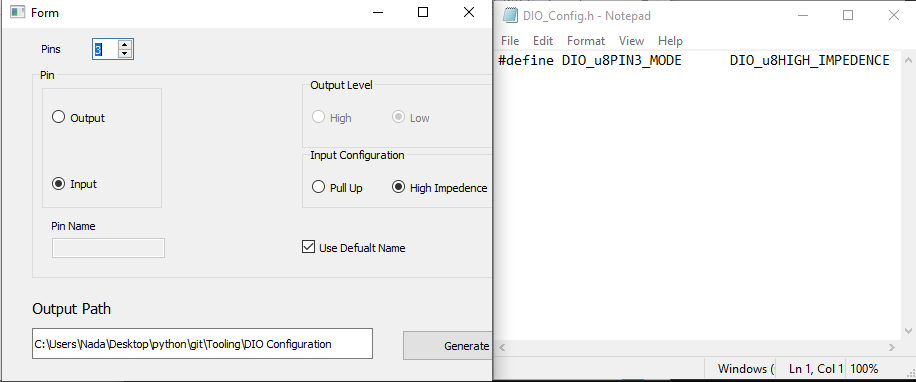 Form
Pins 3
Pin
Output
Input
Output Level
High Low
Input Configuration
Pull Up High Impedence
Pin Name
Use Defualt Name
Output Path
C:\Users\Nada\Desktop\python\git\Tooling\DIO Configuration
Generate
DIO_Config.h - Notepad
File Edit Format View Help
#define DIO_u8PIN3_MODE DIO_u8HIGH_IMPEDENCE
Windows ( Ln 1, Col 1 100%